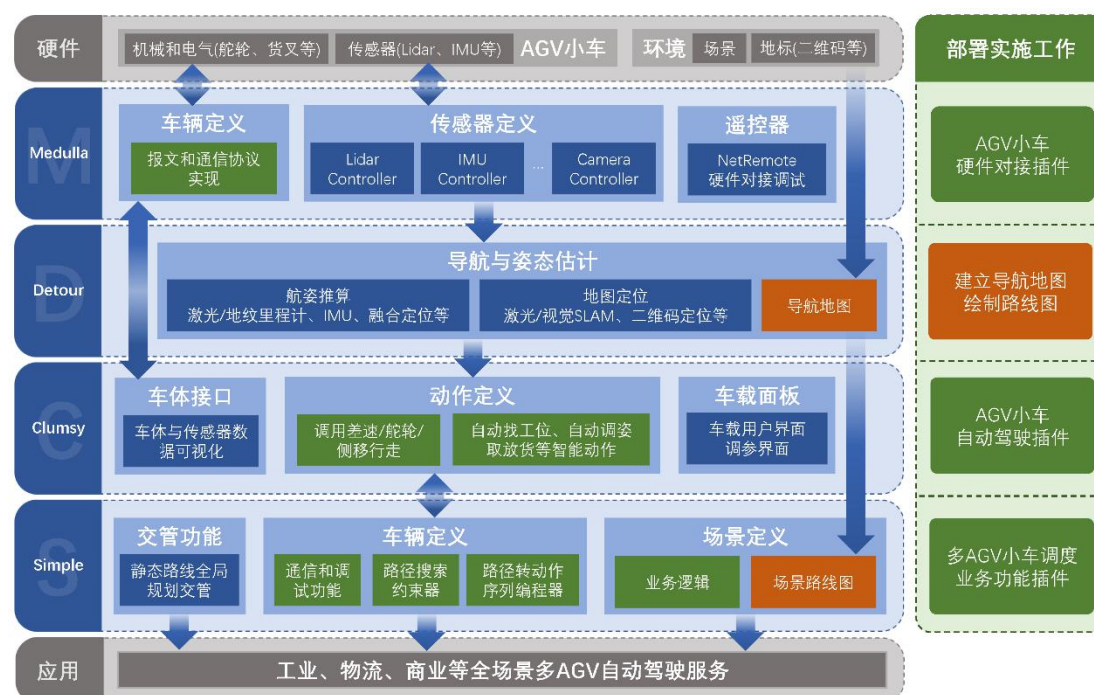 硬件
机械和电气(舵轮、货叉等)
传感器(Lidar、IMU等)
AGV小车
环境
场景
地标(二维码等)
部署实施工作
M
Medulla
车辆定义
报文和通信协议
实现
传感器定义
Lidar
Controller
IMU
Controller
...
Camera
Controller
遥控器
NetRemote
硬件对接调试
AGV小车
硬件对接插件
D
Detour
导航与姿态估计
航姿推算
激光/地纹里程计、IMU、融合定位等
地图定位
激光/视觉SLAM、二维码定位等
导航地图
建立导航地图
绘制路线图
C
Clumsy
车体接口
车体与传感器数
据可视化
动作定义
调用差速/舵轮/
侧移行走
自动找工位、自动调姿
取放货等智能动作
车载面板
车载用户界面
调参界面
AGV小车
自动驾驶插件
S
Simple
交管功能
静态路线全局
规划交管
车辆定义
通信和调
试功能
路径搜索
约束器
路径转动作
序列编程器
场景定义
业务逻辑
场景路线图
多AGV小车调度
业务功能插件
应用
工业、物流、商业等全场景多AGV自动驾驶服务